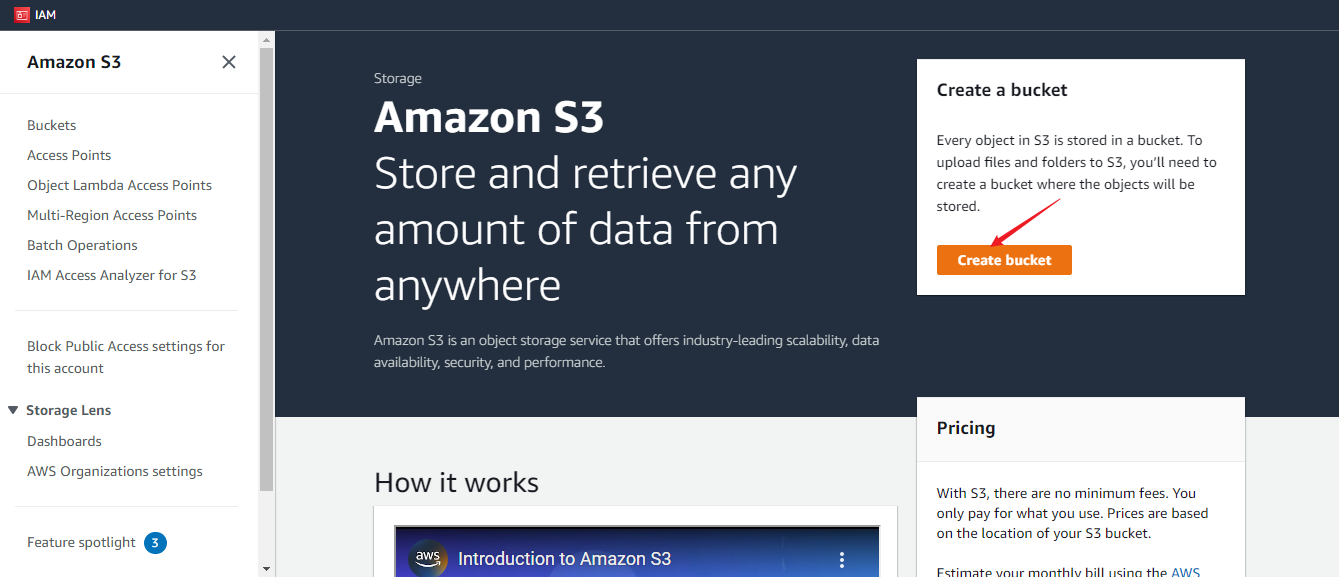 IAM
Amazon S3
Buckets
Access Points
Object Lambda Access Points
Multi-Region Access Points
Batch Operations
IAM Access Analyzer for S3
Block Public Access settings for
this account
Storage Lens
Dashboards
AWS Organizations settings
Feature spotlight 3
Storage
Amazon S3
Store and retrieve any
amount of data from
anywhere
Amazon S3 is an object storage service that offers industry-leading scalability, data
availability, security, and performance.
Create a bucket
Every object in S3 is stored in a bucket. To
upload files and folders to S3, you’ll need to
create a bucket where the objects will be
stored.
Create bucket
How it works
aws Introduction to Amazon S3
Pricing
With S3, there are no minimum fees. You
only pay for what you use. Prices are based
on the location of your S3 bucket.
Estimate your monthly bill using the AWS